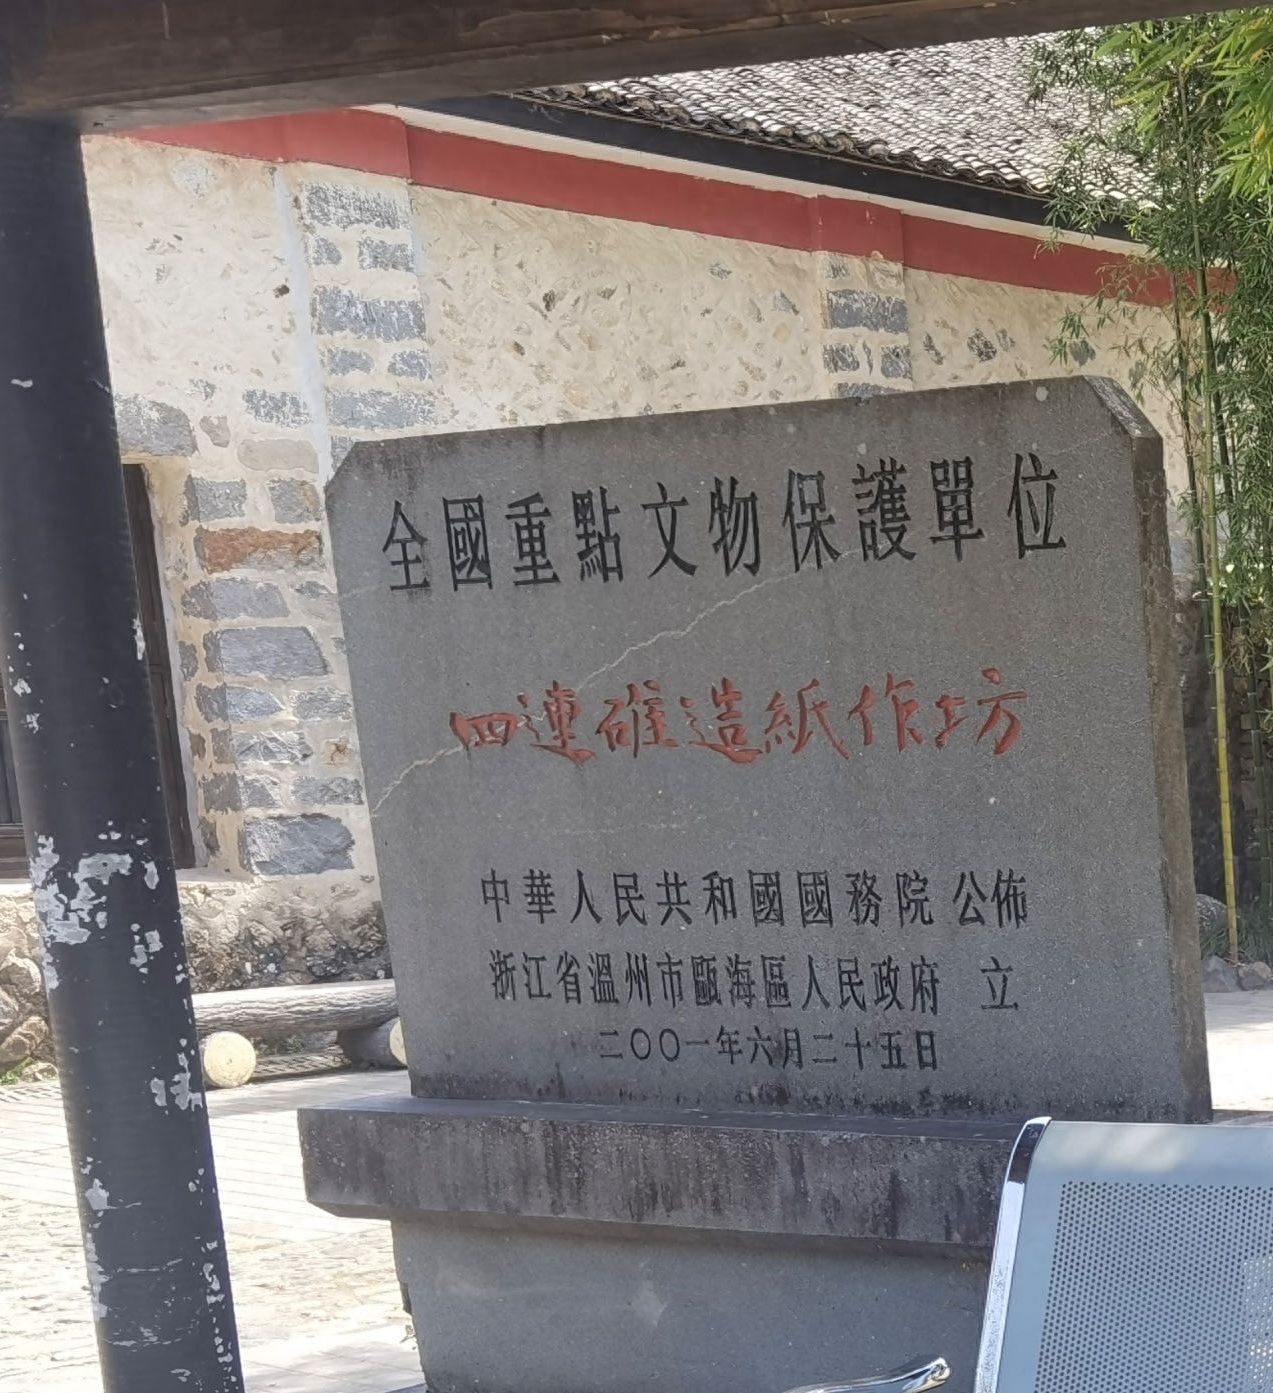 全國重點文物保護單位
四連碓造紙作坊
中華人民共和國國務院 公佈
浙江省溫州市甌海區人民政府 立
二〇〇一年六月二十五日